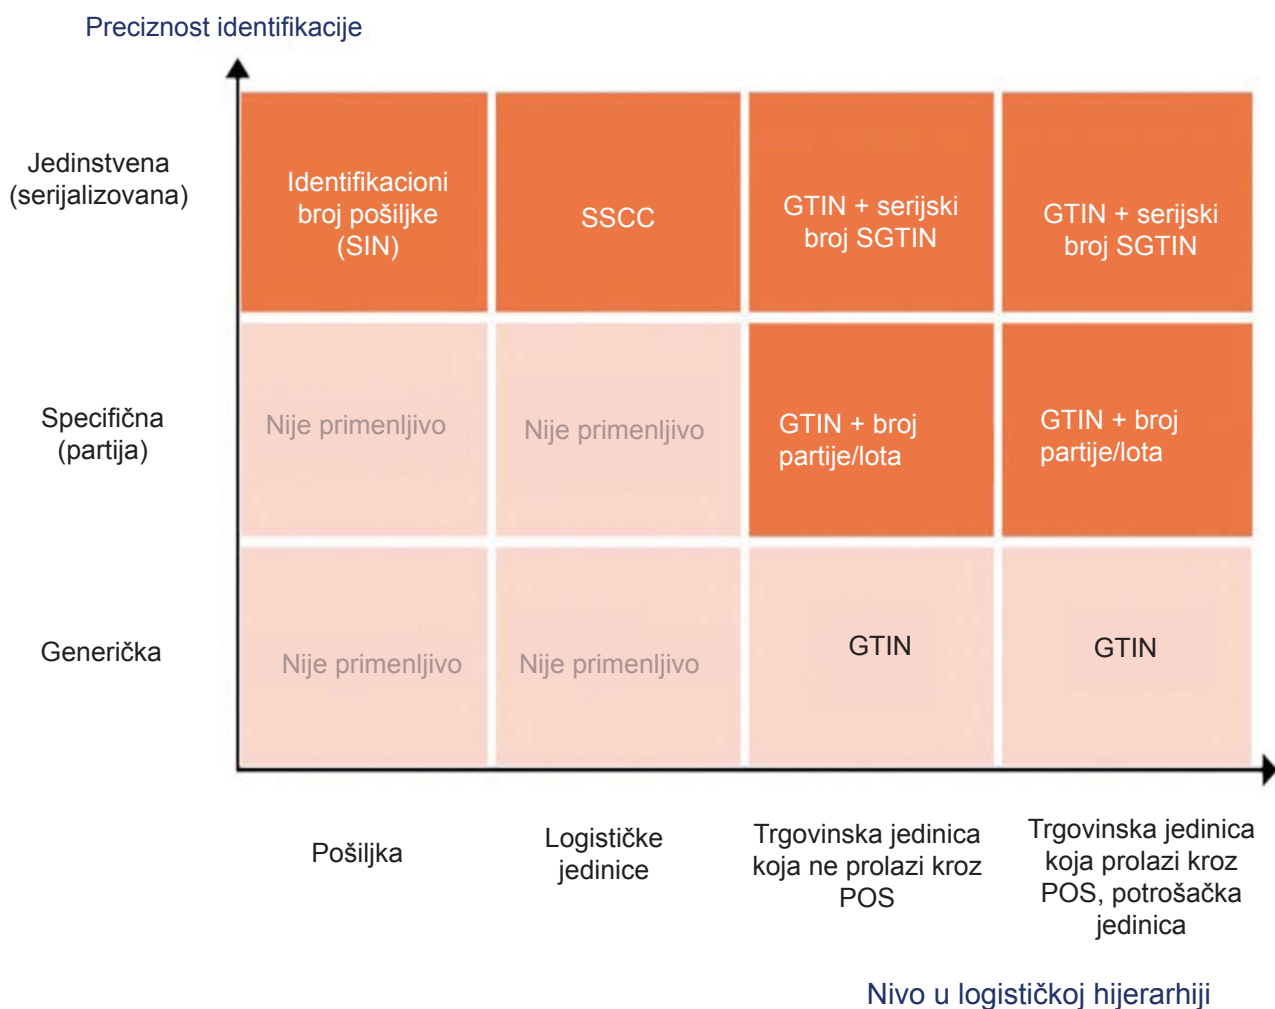 Preciznost identifikacije
Jedinstvena
(serijalizovana)
Identifikacioni
broj pošiljke
(SIN)
SSCC
GTIN + serijski
broj SGTIN
GTIN + serijski
broj SGTIN
Specifična
(partija)
Nije primenljivo
Nije primenljivo
GTIN + broj
partije/lota
GTIN + broj
partije/lota
Generička
Nije primenljivo
Nije primenljivo
GTIN
GTIN
Pošiljka
Logističke
jedinice
Trgovinska jedinica
koja ne prolazi kroz
POS
Trgovinska jedinica
koja prolazi kroz
POS, potrošačka
jedinica
Nivo u logističkoj hijerarhiji